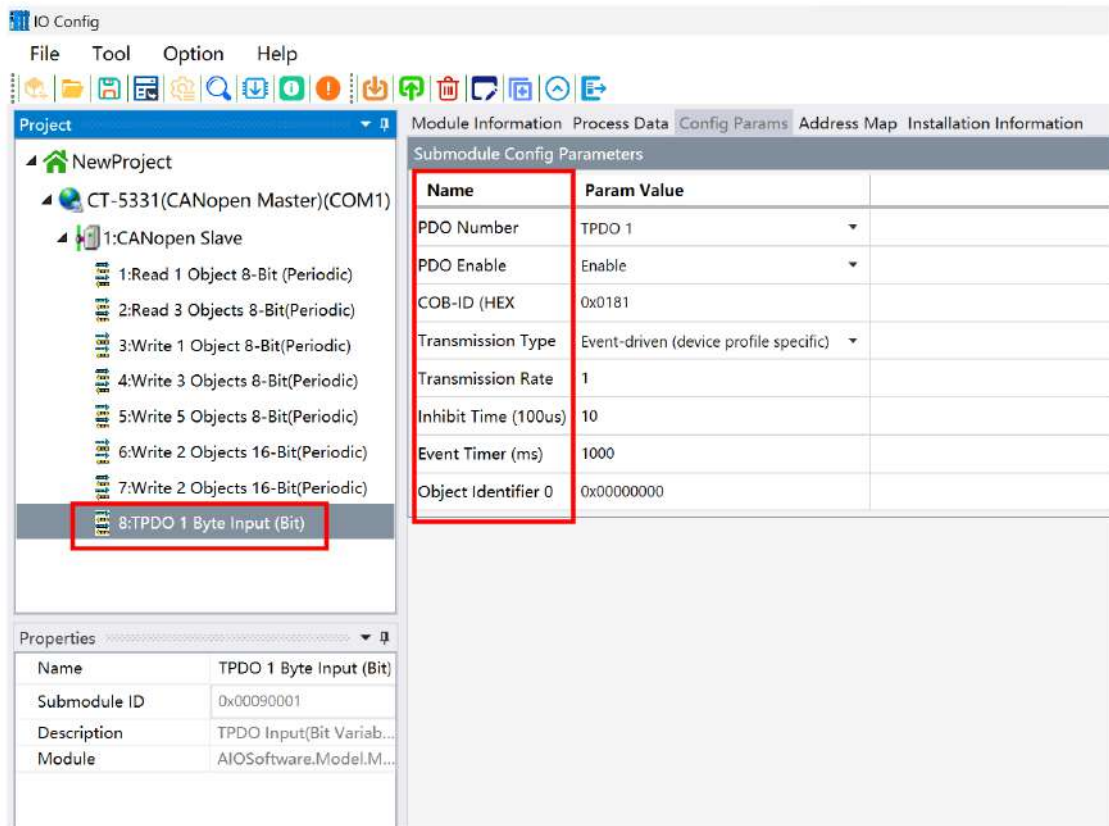 IO Config
File Tool Option Help
Project
NewProject
CT-5331(CANopen Master)(COM1)
1:CANopen Slave
1:Read 1 Object 8-Bit (Periodic)
2:Read 3 Objects 8-Bit(Periodic)
3:Write 1 Object 8-Bit(Periodic)
4:Write 3 Objects 8-Bit(Periodic)
5:Write 5 Objects 8-Bit(Periodic)
6:Write 2 Objects 16-Bit(Periodic)
7:Write 2 Objects 16-Bit(Periodic)
8:TPDO 1 Byte Input (Bit)
Properties
Name TPDO 1 Byte Input (Bit)
Submodule ID 0x00090001
Description TPDO Input(Bit Variab...
Module AIOSoftware.Model.M...
Module Information Process Data Config Params Address Map Installation Information
Submodule Config Parameters
Name Param Value
PDO Number TPDO 1
PDO Enable Enable
COB-ID (HEX 0x0181
Transmission Type Event-driven (device profile specific)
Transmission Rate 1
Inhibit Time (100us) 10
Event Timer (ms) 1000
Object Identifier 0 0x00000000